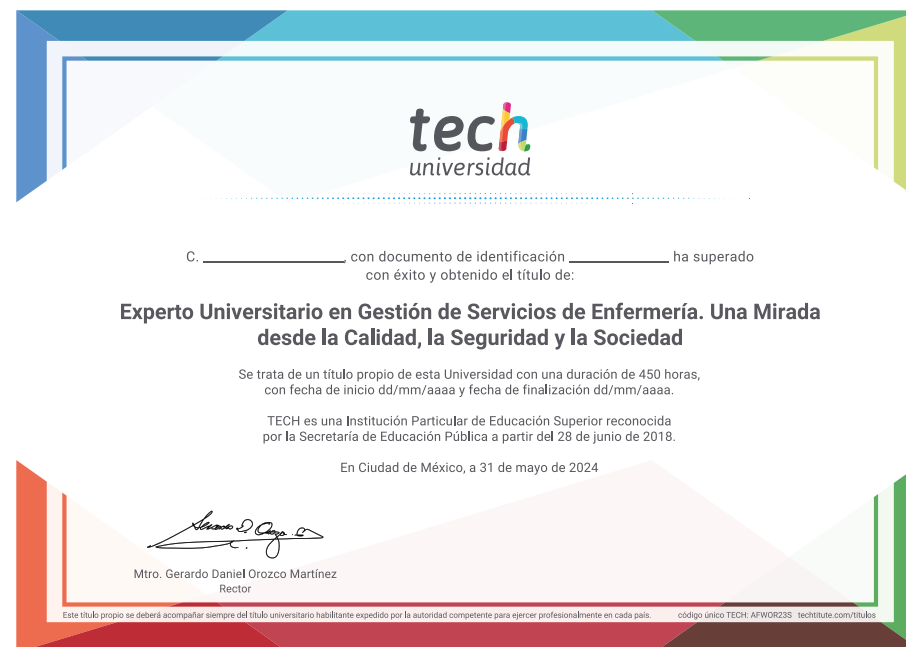 tech
universidad
C. ____________________, con documento de identificación ______________ ha superado
con éxito y obtenido el título de:
Experto Universitario en Gestión de Servicios de Enfermería. Una Mirada
desde la Calidad, la Seguridad y la Sociedad
Se trata de un título propio de esta Universidad con una duración de 450 horas,
con fecha de inicio dd/mm/aaaa y fecha de finalización dd/mm/aaaa.
TECH es una Institución Particular de Educación Superior reconocida
por la Secretaría de Educación Pública a partir del 28 de junio de 2018.
En Ciudad de México, a 31 de mayo de 2024
Mtro. Gerardo Daniel Orozco Martínez
Rector
Este título propio se deberá acompañar siempre del título universitario habilitante expedido por la autoridad competente para ejercer profesionalmente en cada país. código único TECH: AFWOR23S techtitute.com/titulos